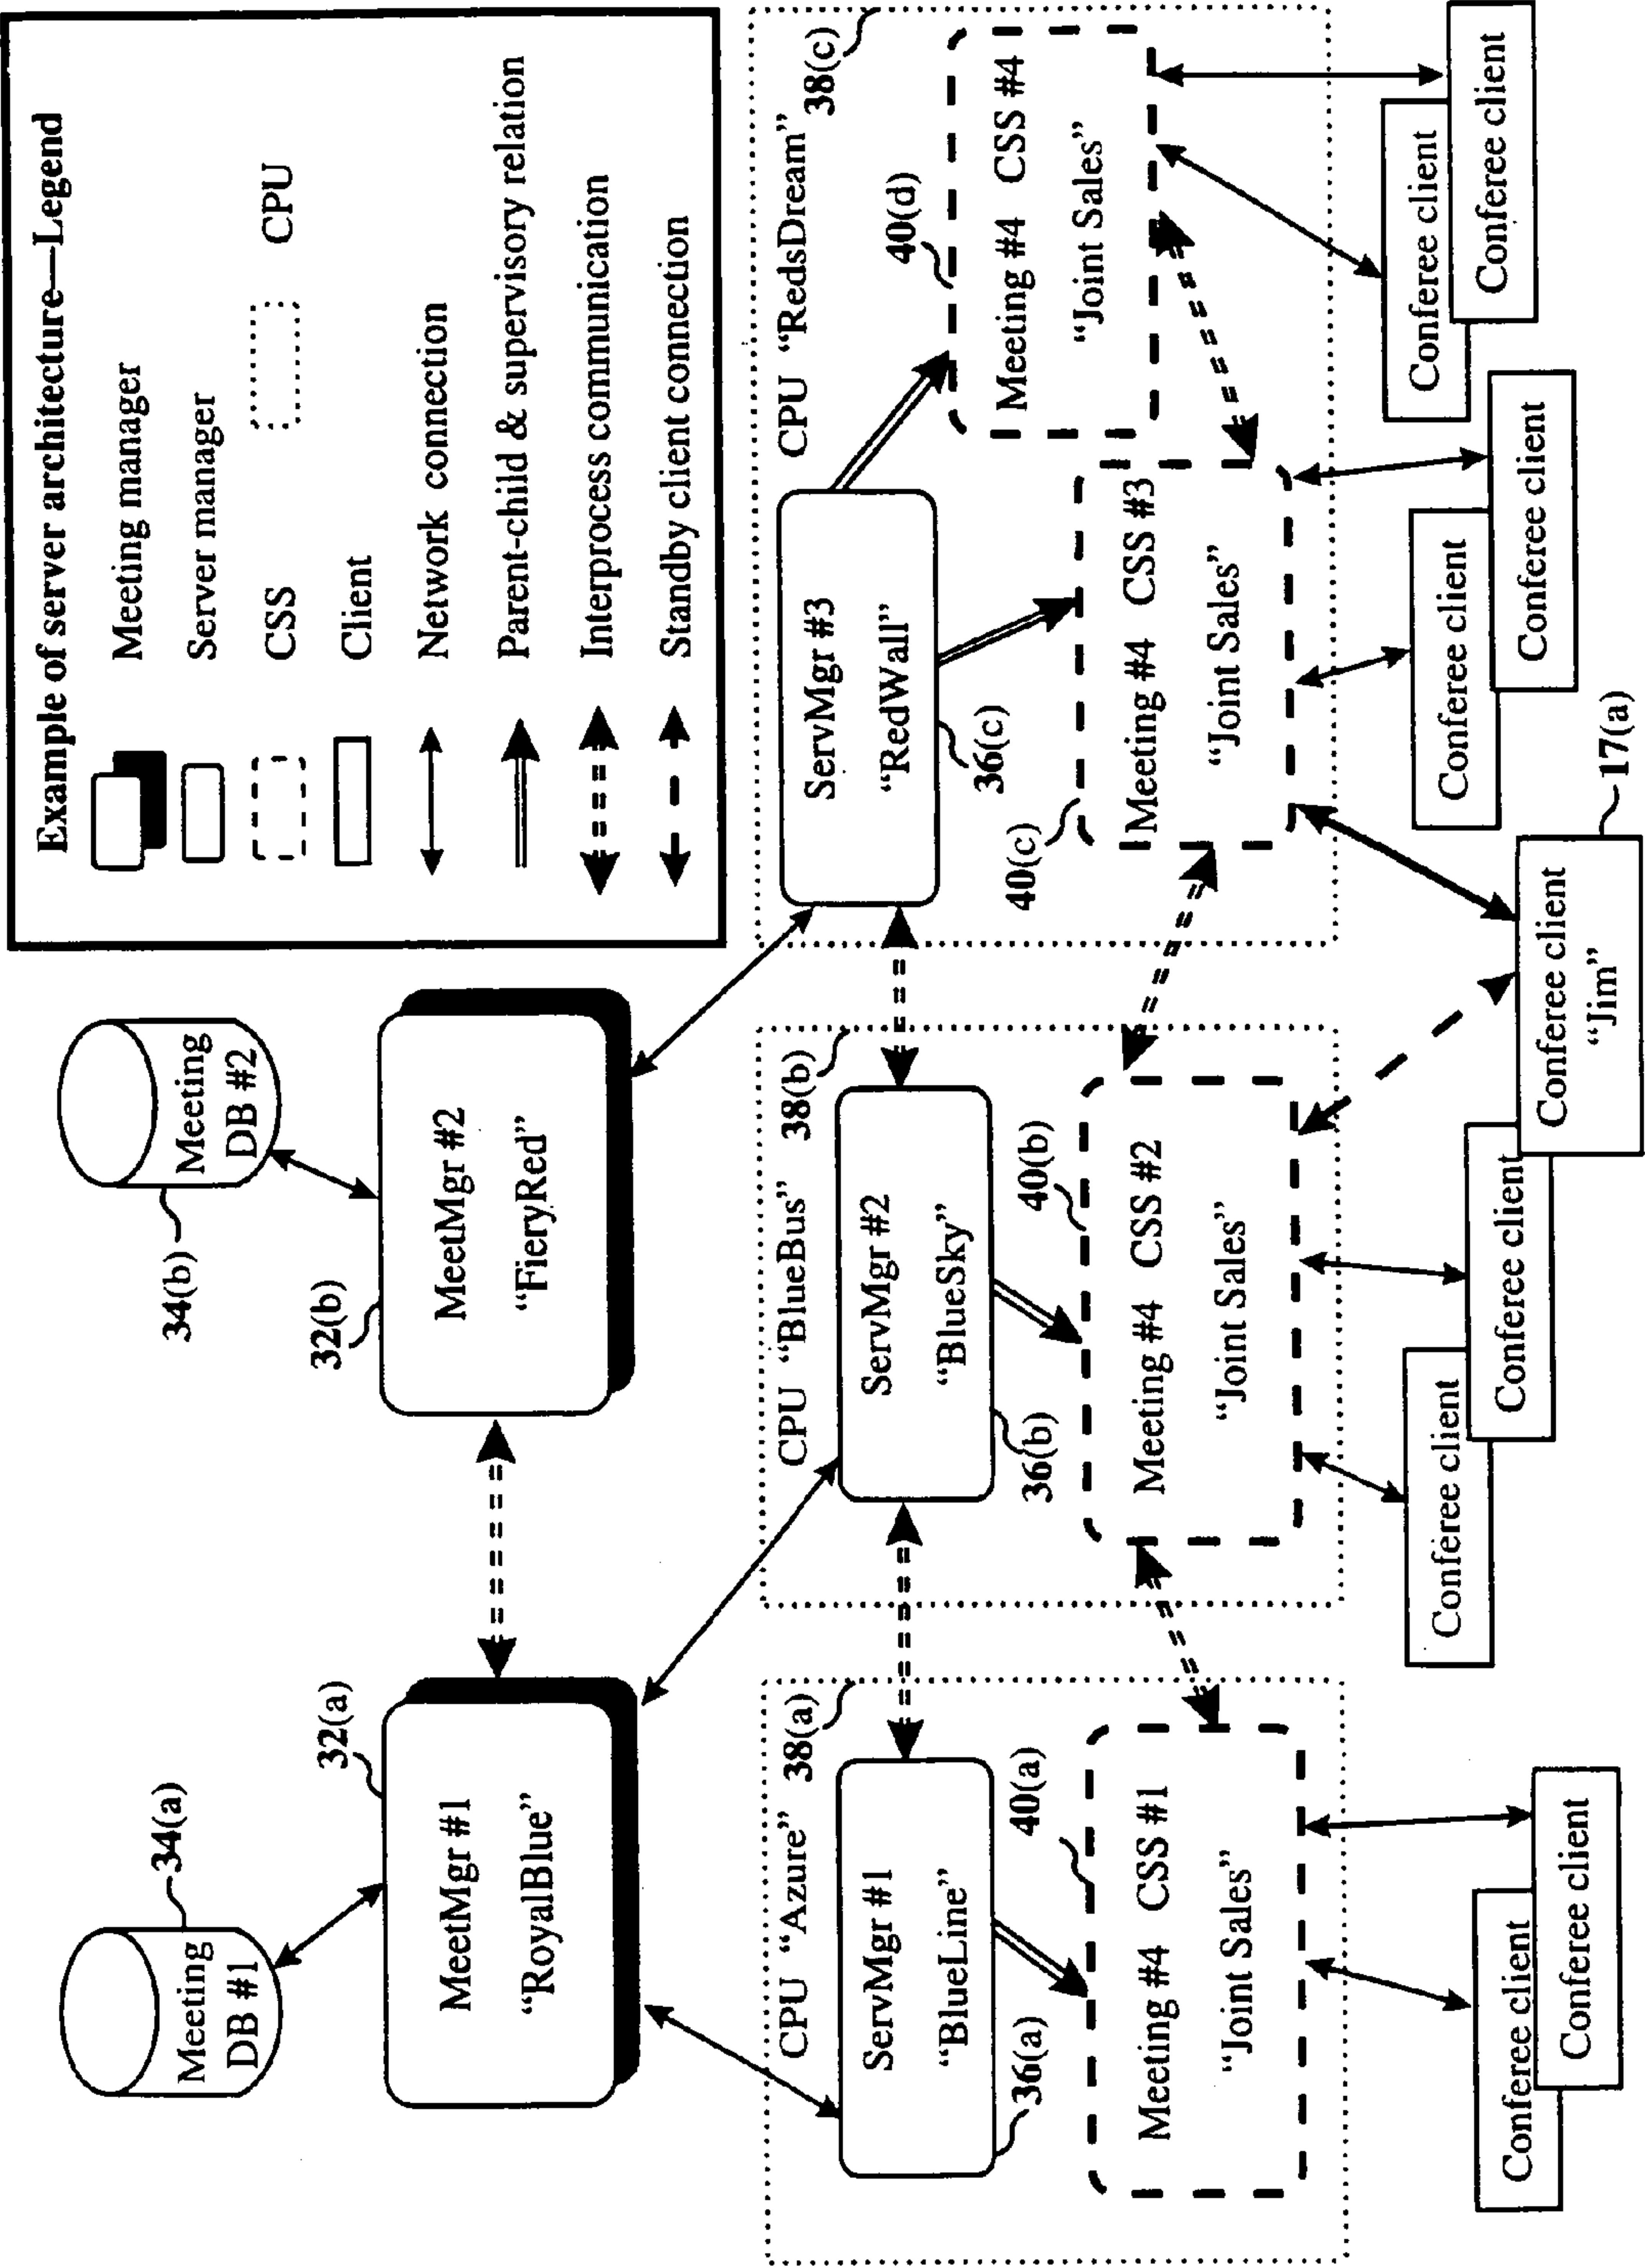 Example of server architecture—Legend
Meeting manager
Server manager
CSS
CPU
Client
Network connection
Parent-child & supervisory relation
Interprocess communication
Standby client connection
34(a)
Meeting
DB #1
34(b)
Meeting
DB #2
32(a)
MeetMgr #1
“RoyalBlue”
32(b)
MeetMgr #2
“FieryRed”
CPU “Azure”
38(a)
ServMgr #1
“BlueLine”
36(a)
40(a)
Meeting #4 CSS #1
“Joint Sales”
CPU “BlueBus”
38(b)
ServMgr #2
“BlueSky”
36(b)
40(b)
Meeting #4 CSS #2
“Joint Sales”
CPU “RedsDream”
38(c)
ServMgr #3
“RedWall”
36(c)
40(c)
Meeting #4 CSS #3
“Joint Sales”
40(d)
Meeting #4 CSS #4
“Joint Sales”
Conferee client
Conferee client
Conferee client
Conferee client
Conferee client
“Jim”
17(a)
Conferee client
Conferee client
Conferee client
Conferee client